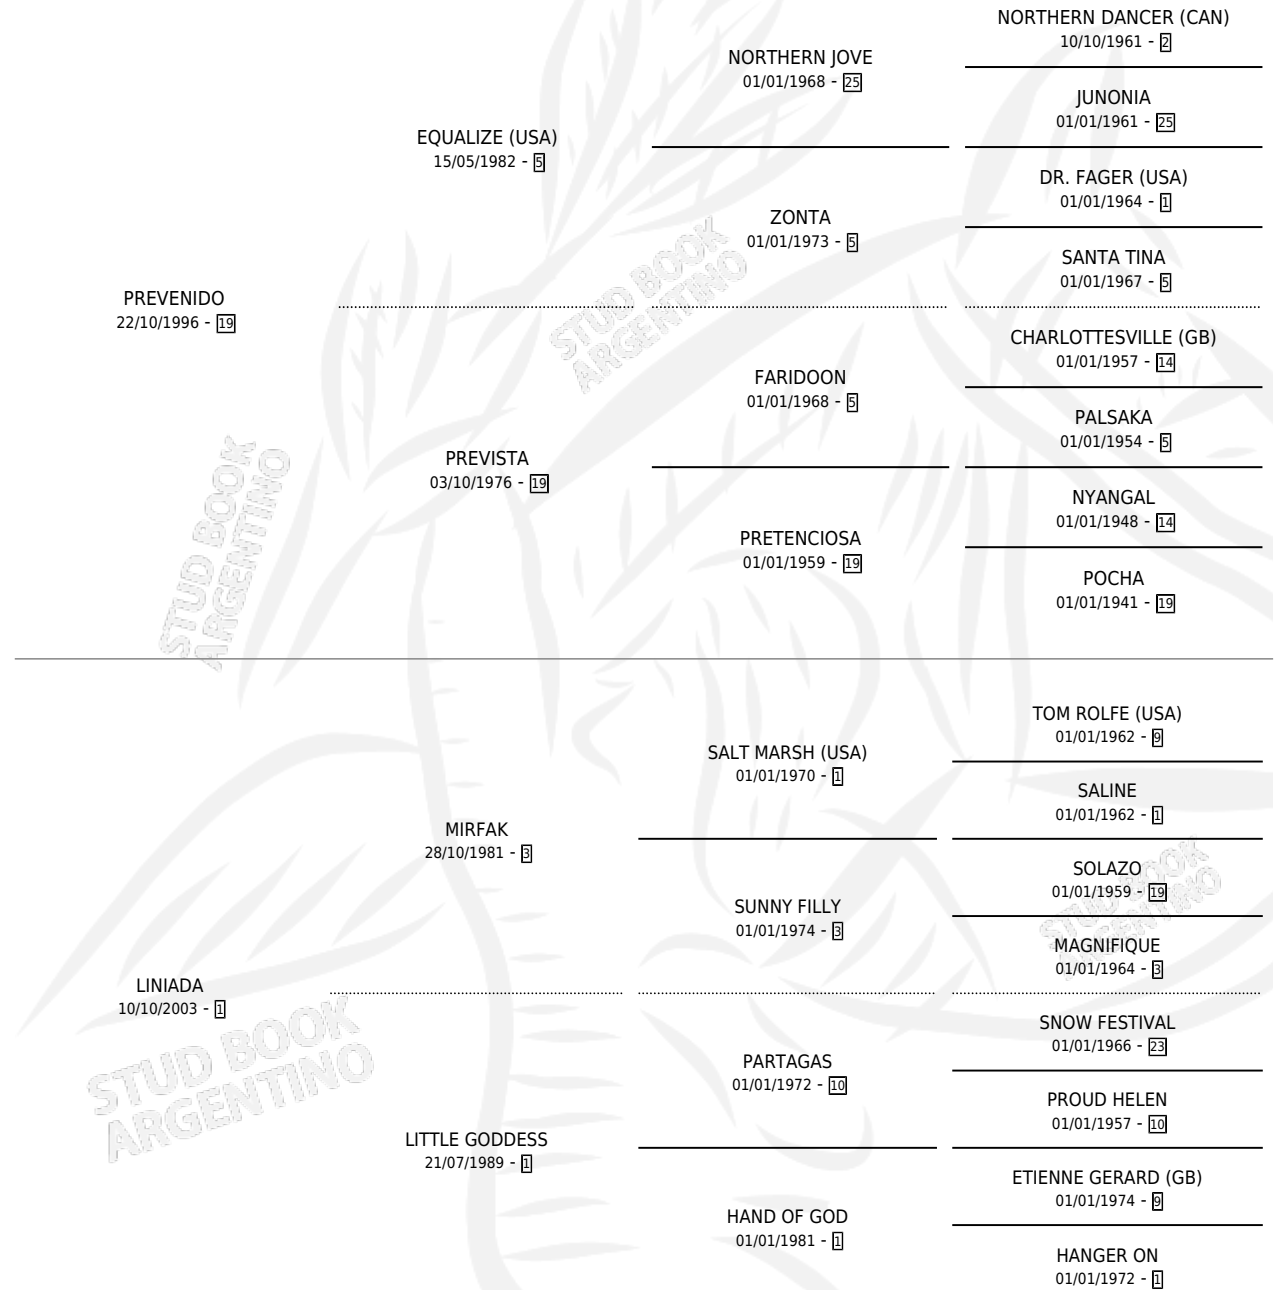 NORTHERN DANCER (CAN)
10/10/1961 - 2
NORTHERN JOVE
01/01/1968 - 25
JUNONIA
01/01/1961 - 25
EQUALIZE (USA)
15/05/1982 - 5
DR. FAGER (USA)
01/01/1964 - 1
ZONTA
01/01/1973 - 5
SANTA TINA
01/01/1967 - 5
PREVENIDO
22/10/1996 - 19
STUD BOOK
ARGENTINO
CHARLOTTESVILLE (GB)
01/01/1957 - 14
FARIDOON
01/01/1968 - 5
PALSAKA
01/01/1954 - 5
PREVISTA
03/10/1976 - 19
NYANGAL
01/01/1948 - 14
PRETENCIOSA
01/01/1959 - 19
POCHA
01/01/1941 - 19
STUD BOOK
ARGENTINO
TOM ROLFE (USA)
01/01/1962 - 9
SALT MARSH (USA)
01/01/1970 - 1
SALINE
01/01/1962 - 1
MIRFAK
28/10/1981 - 3
SOLAZO
01/01/1959 - 19
SUNNY FILLY
01/01/1974 - 3
MAGNIFIQUE
01/01/1964 - 3
STUD BOOK
ARGENTINO
LINIADA
10/10/2003 - 1
SNOW FESTIVAL
01/01/1966 - 23
PARTAGAS
01/01/1972 - 10
PROUD HELEN
01/01/1957 - 10
STUD BOOK
ARGENTINO
LITTLE GODDESS
21/07/1989 - 1
ETIENNE GERARD (GB)
01/01/1974 - 9
HAND OF GOD
01/01/1981 - 1
HANGER ON
01/01/1972 - 1